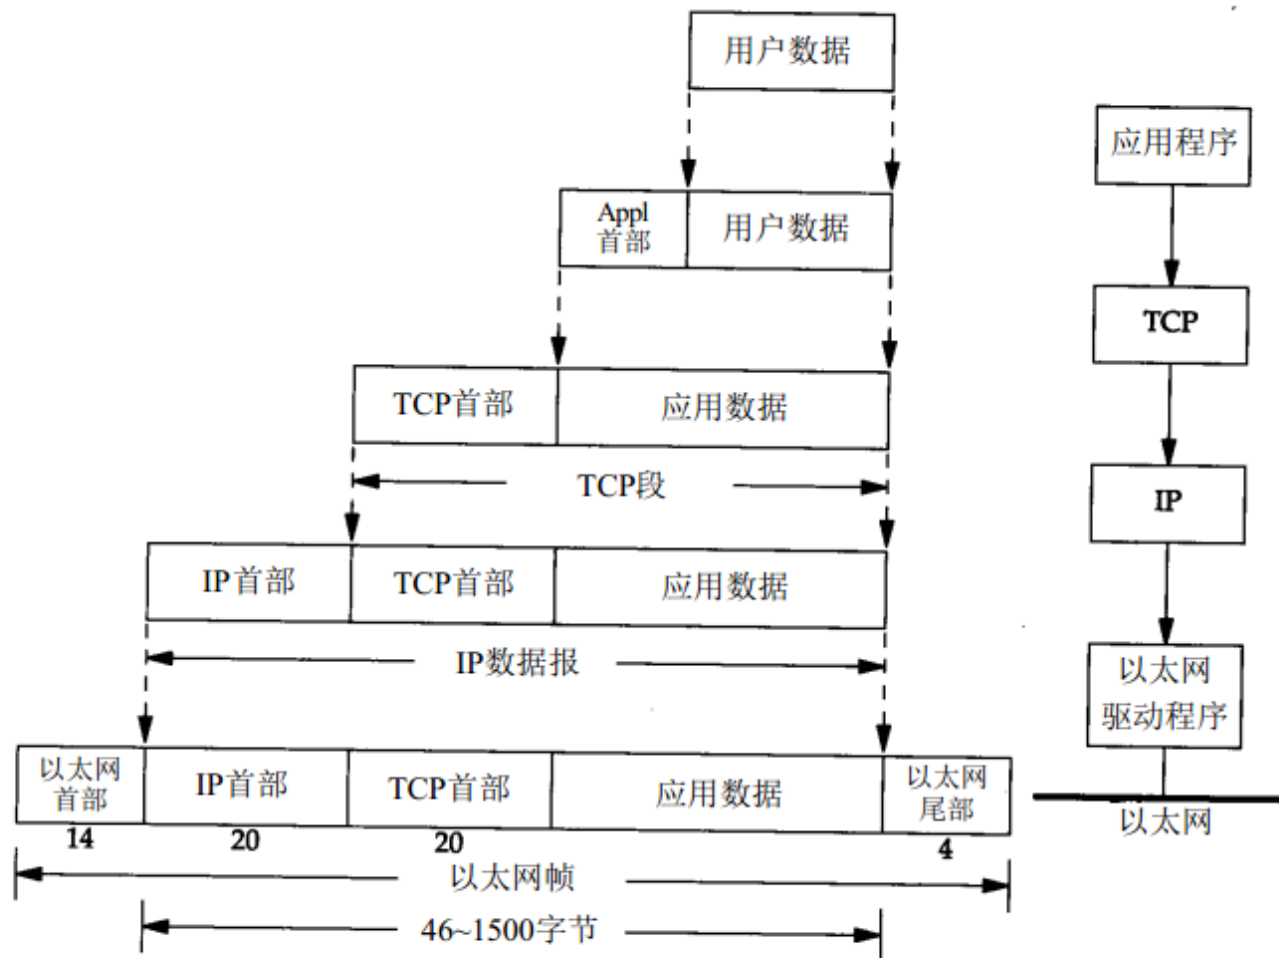 用户数据
应用程序
Appl
首部
用户数据
TCP
TCP首部
应用数据
TCP段
IP
IP首部
TCP首部
应用数据
IP数据报
以太网
驱动程序
以太网
首部
IP首部
TCP首部
应用数据
以太网
尾部
以太网
14
20
20
4
以太网帧
46~1500字节